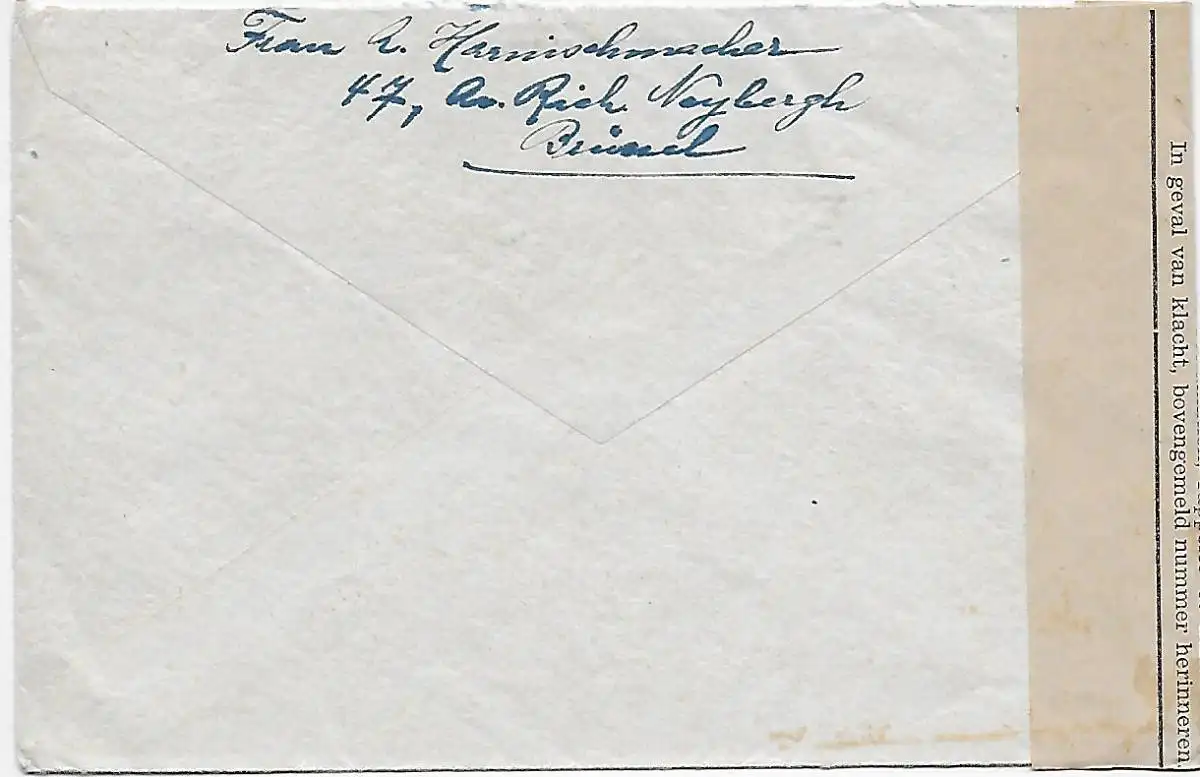 Frau A. Harnischmacher
47, Av. Rich. Neybergh
Brüssel
In geval van klacht, bovengemeld nummer herinneren.